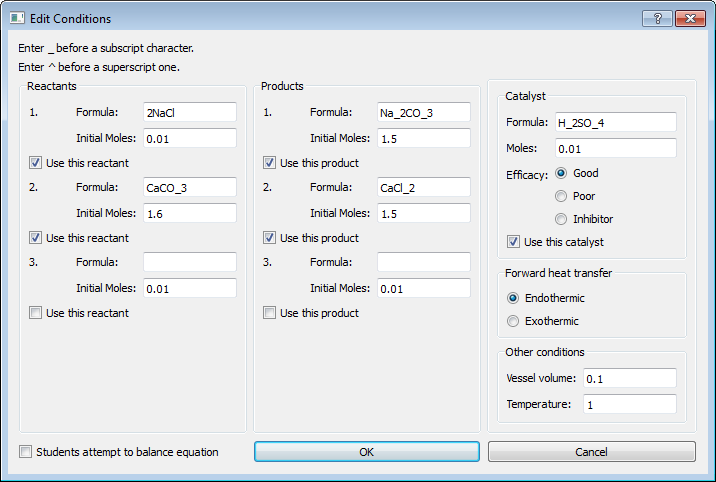 Edit Conditions
Enter _ before a subscript character.
Enter ^ before a superscript one.
Reactants
1. Formula: 2NaCl
Initial Moles: 0.01
Use this reactant
2. Formula: CaCO_3
Initial Moles: 1.6
Use this reactant
3. Formula:
Initial Moles: 0.01
Use this reactant
Products
1. Formula: Na_2CO_3
Initial Moles: 1.5
Use this product
2. Formula: CaCl_2
Initial Moles: 1.5
Use this product
3. Formula:
Initial Moles: 0.01
Use this product
Catalyst
Formula: H_2SO_4
Moles: 0.01
Efficacy: Good
Poor
Inhibitor
Use this catalyst
Forward heat transfer
Endothermic
Exothermic
Other conditions
Vessel volume: 0.1
Temperature: 1
Students attempt to balance equation
OK
Cancel